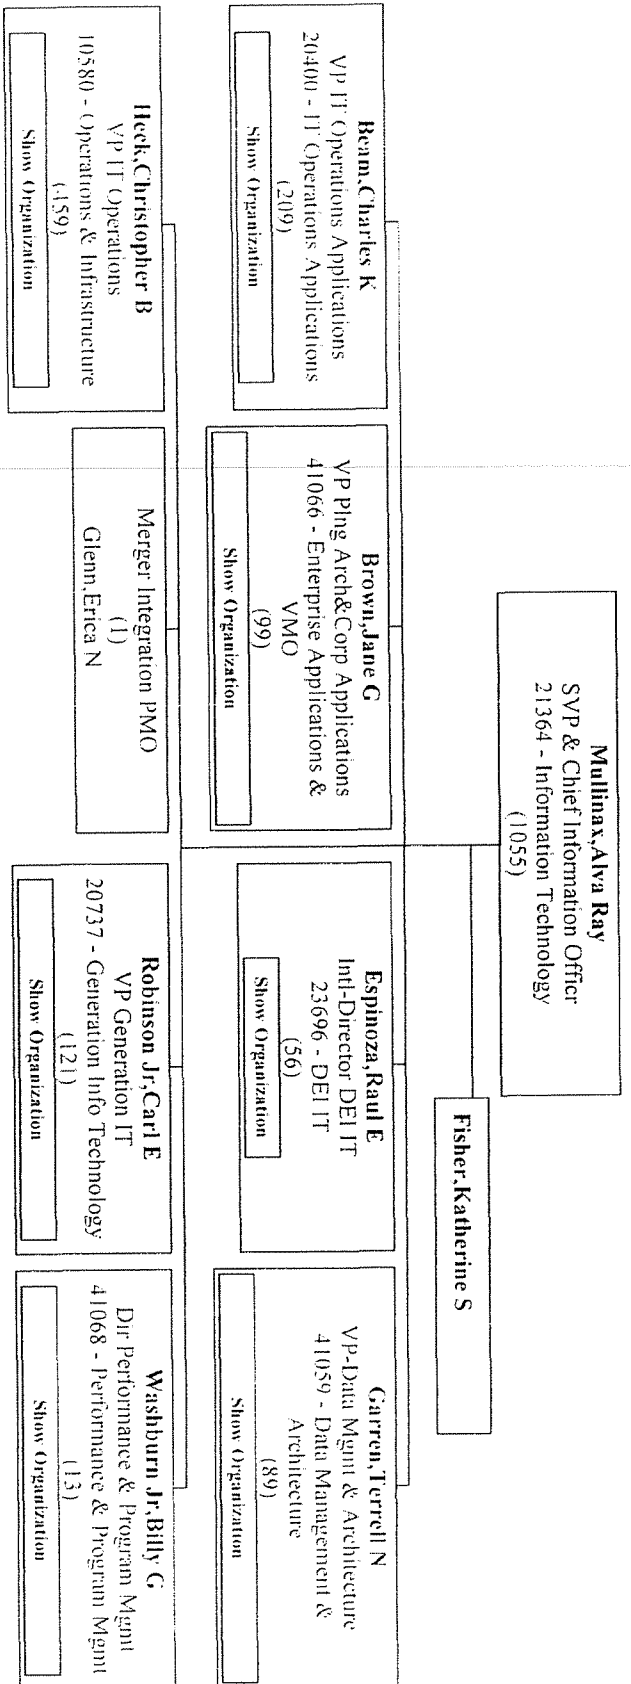 Mullinax,Alva Ray
SVP & Chief Information Officr
21364 - Information Technology
(1055)
Fisher,Katherine S
Beam,Charles K
VP IT Operations Applications
20400 - IT Operations Applications
(209)
Show Organization
Brown,Jane G
VP Plng Arch&Corp Applications
41066 - Enterprise Applications &
VMO
(99)
Show Organization
Espinoza,Raul E
Intl-Director DEI IT
23696 - DEI IT
(56)
Show Organization
Garren,Terrell N
VP-Data Mgmt & Architecture
41059 - Data Management &
Architecture
(89)
Show Organization
Heck,Christopher B
VP IT Operations
10580 - Operations & Infrastructure
(459)
Show Organization
Merger Integration PMO
(1)
Glenn,Erica N
Robinson Jr,Carl E
VP Generation IT
20737 - Generation Info Technology
(121)
Show Organization
Washburn Jr,Billy G
Dir Performance & Program Mgmt
41068 - Performance & Program Mgmt
(13)
Show Organization